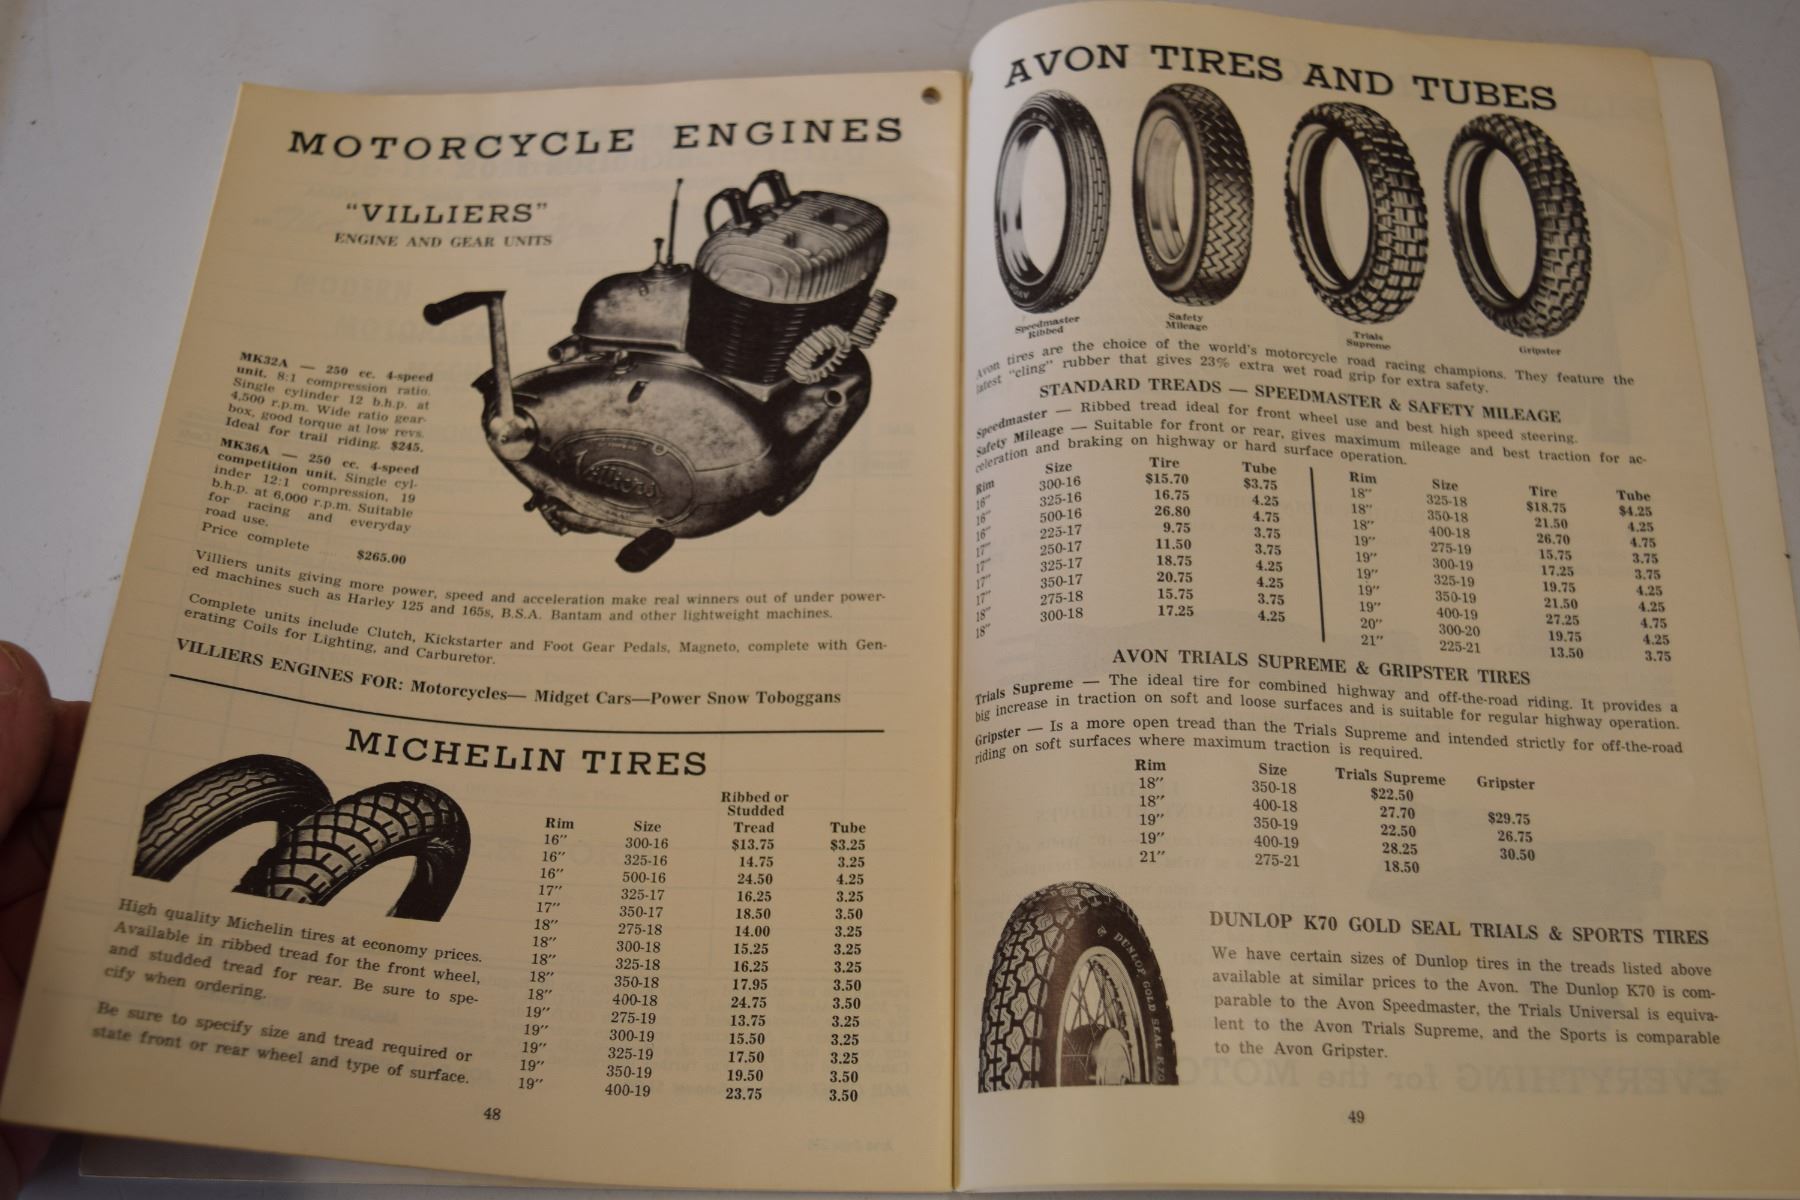 MOTORCYCLE ENGINES
"VILLIERS"
ENGINE AND GEAR UNITS
MK32A — 250 cc. 4-speed
unit. 8:1 compression ratio.
Single cylinder 12 b.h.p. at
4,500 r.p.m. Wide ratio gear-
box, good torque at low revs.
Ideal for trail riding. $245.
MK36A — 250 cc. 4-speed
competition unit. Single cyl-
inder 12:1 compression, 19
b.h.p. at 6,000 r.p.m. Suitable
for racing and everyday
road use.
Price complete .... $265.00
Villiers
Villiers units giving more power, speed and acceleration make real winners out of under power-
ed machines such as Harley 125 and 165s, B.S.A. Bantam and other lightweight machines.
Complete units include Clutch, Kickstarter and Foot Gear Pedals, Magneto, complete with Gen-
erating Coils for Lighting, and Carburetor.
VILLIERS ENGINES FOR: Motorcycles— Midget Cars—Power Snow Toboggans
MICHELIN TIRES
High quality Michelin tires at economy prices.
Available in ribbed tread for the front wheel,
and studded tread for rear. Be sure to spe-
cify when ordering.
Be sure to specify size and tread required or
state front or rear wheel and type of surface.
Ribbed or
Studded
Rim Size Tread Tube
16" 300-16 $13.75 $3.25
16" 325-16 14.75 3.25
16" 500-16 24.50 4.25
17" 325-17 16.25 3.25
17" 350-17 18.50 3.50
18" 275-18 14.00 3.25
18" 300-18 15.25 3.25
18" 325-18 16.25 3.25
18" 350-18 17.95 3.50
18" 400-18 24.75 3.50
19" 275-19 13.75 3.25
19" 300-19 15.50 3.25
19" 325-19 17.50 3.25
19" 350-19 19.50 3.50
19" 400-19 23.75 3.50
48
AVON TIRES AND TUBES
Speedmaster
Ribbed
Safety
Mileage
Trials
Supreme
Gripster
Avon tires are the choice of the world's motorcycle road racing champions. They feature the
latest "cling" rubber that gives 23% extra wet road grip for extra safety.
STANDARD TREADS — SPEEDMASTER & SAFETY MILEAGE
Speedmaster — Ribbed tread ideal for front wheel use and best high speed steering.
Safety Mileage — Suitable for front or rear, gives maximum mileage and best traction for ac-
celeration and braking on highway or hard surface operation.
Rim Size Tire Tube
16" 300-16 $15.70 $3.75
16" 325-16 16.75 4.25
16" 500-16 26.80 4.75
17" 225-17 9.75 3.75
17" 250-17 11.50 3.75
17" 325-17 18.75 4.25
17" 350-17 20.75 4.25
18" 275-18 15.75 3.75
18" 300-18 17.25 4.25
Rim Size Tire Tube
18" 325-18 $18.75 $4.25
18" 350-18 21.50 4.25
18" 400-18 26.70 4.75
19" 275-19 15.75 3.75
19" 300-19 17.25 3.75
19" 325-19 19.75 4.25
19" 350-19 21.50 4.25
19" 400-19 27.25 4.75
20" 300-20 19.75 4.25
21" 225-21 13.50 3.75
AVON TRIALS SUPREME & GRIPSTER TIRES
Trials Supreme — The ideal tire for combined highway and off-the-road riding. It provides a
big increase in traction on soft and loose surfaces and is suitable for regular highway operation.
Gripster — Is a more open tread than the Trials Supreme and intended strictly for off-the-road
riding on soft surfaces where maximum traction is required.
Rim Size Trials Supreme Gripster
18" 350-18 $22.50
18" 400-18 27.70 $29.75
19" 350-19 22.50 26.75
19" 400-19 28.25 30.50
21" 275-21 18.50
DUNLOP GOLD SEAL K70
DUNLOP K70 GOLD SEAL TRIALS & SPORTS TIRES
We have certain sizes of Dunlop tires in the treads listed above
available at similar prices to the Avon. The Dunlop K70 is com-
parable to the Avon Speedmaster, the Trials Universal is equiva-
lent to the Avon Trials Supreme, and the Sports is comparable
to the Avon Gripster.
49